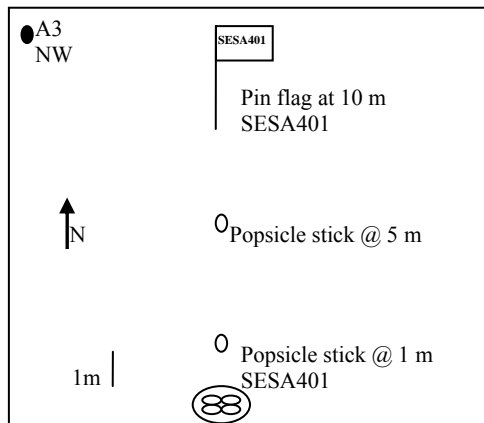 A3
NW
SESA401
Pin flag at 10 m
SESA401
N
Popsicle stick @ 5 m
Popsicle stick @ 1 m
SESA401
1m